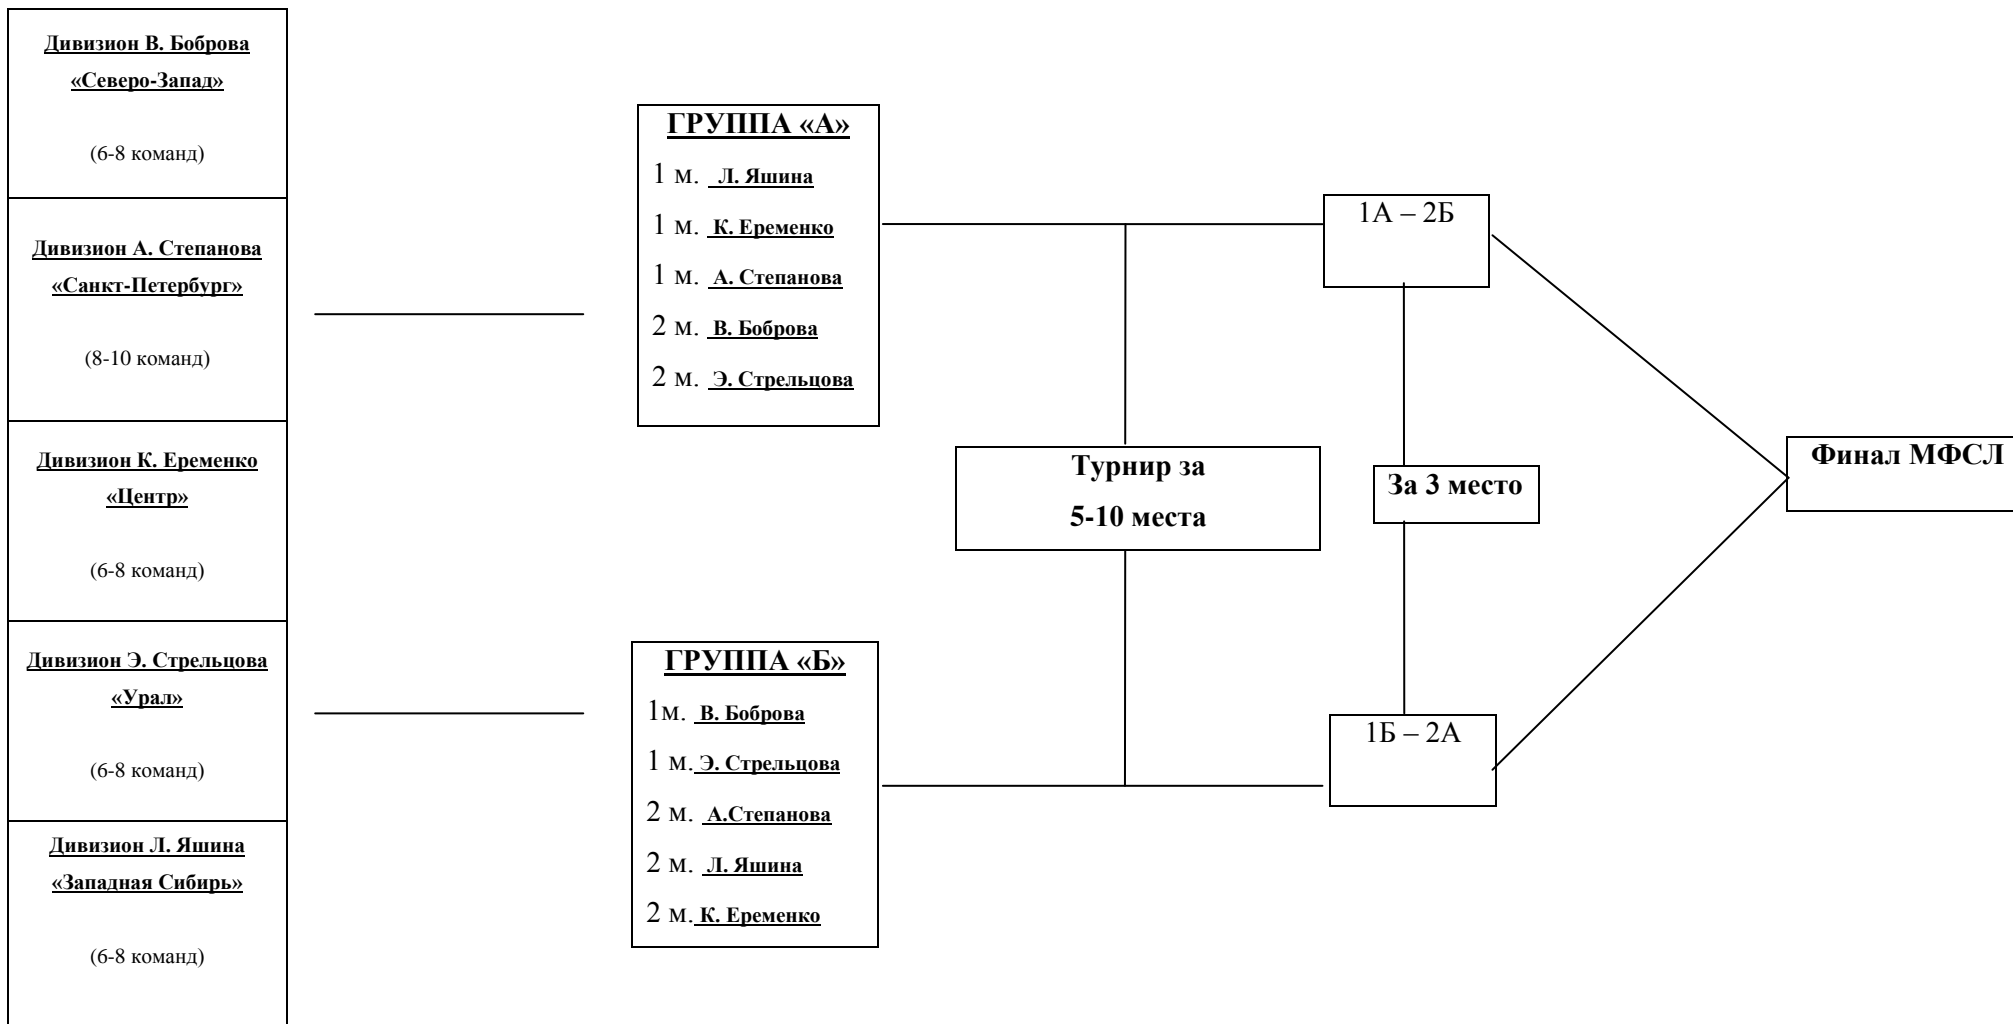 Дивизион В. Боброва
«Северо-Запад»
(6-8 команд)
Дивизион А. Степанова
«Санкт-Петербург»
(8-10 команд)
Дивизион К. Еременко
«Центр»
(6-8 команд)
Дивизион Э. Стрельцова
«Урал»
(6-8 команд)
Дивизион Л. Яшина
«Западная Сибирь»
(6-8 команд)
ГРУППА «А»
1 м. Л. Яшина
1 м. К. Еременко
1 м. А. Степанова
2 м. В. Боброва
2 м. Э. Стрельцова
ГРУППА «Б»
1м. В. Боброва
1 м. Э. Стрельцова
2 м. А.Степанова
2 м. Л. Яшина
2 м. К. Еременко
Турнир за
5-10 места
1А – 2Б
За 3 место
1Б – 2А
Финал МФСЛ